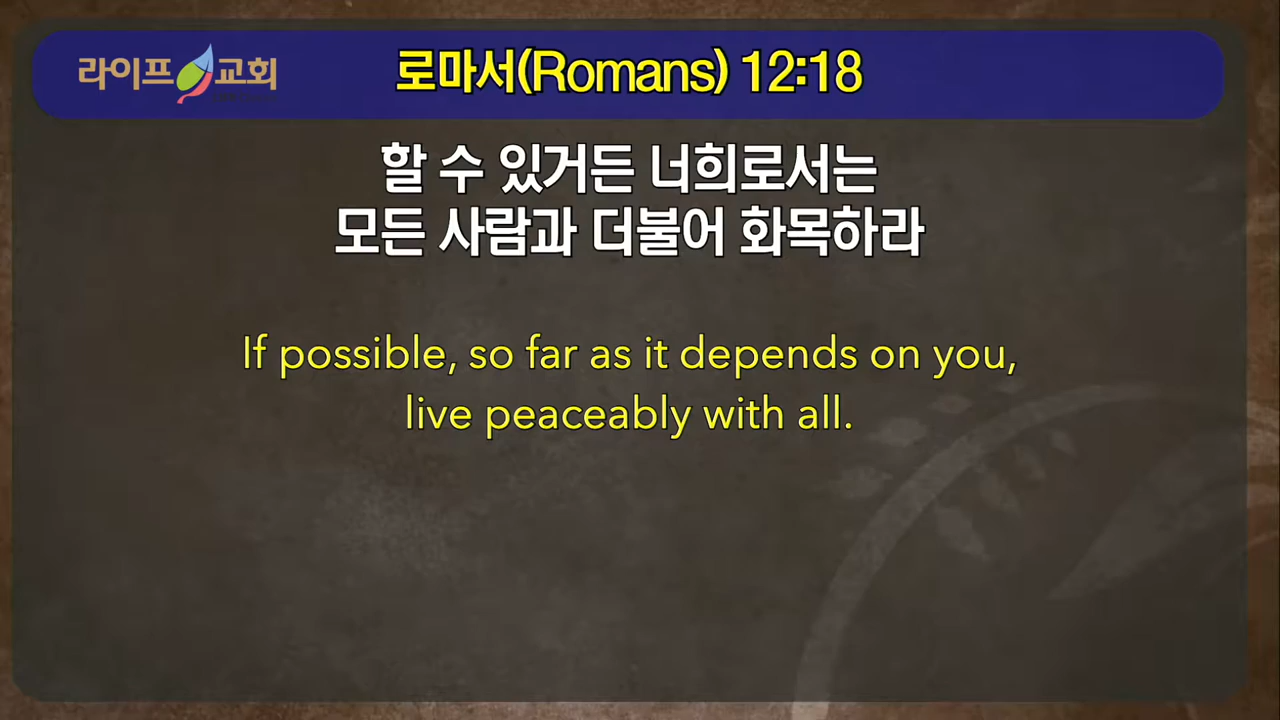 라이프 교회
로마서(Romans) 12:18
할 수 있거든 너희로서는
모든 사람과 더불어 화목하라
If possible, so far as it depends on you,
live peaceably with all.